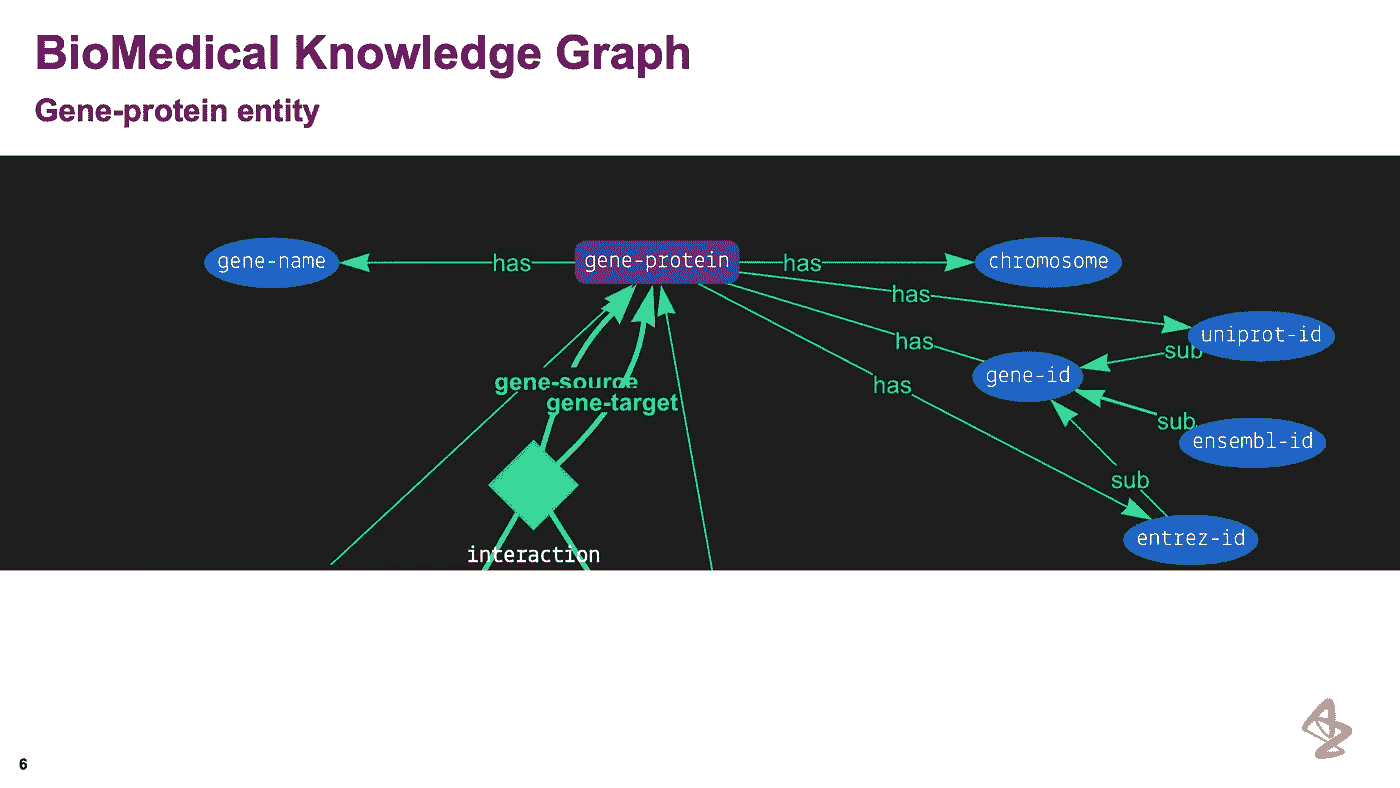 BioMedical Knowledge Graph
Gene-protein entity
gene-name
has
gene-protein
has
chromosome
has
uniprot-id
has
sub
gene-id
has
gene-source
gene-target
sub
ensembl-id
sub
entrez-id
interaction
6